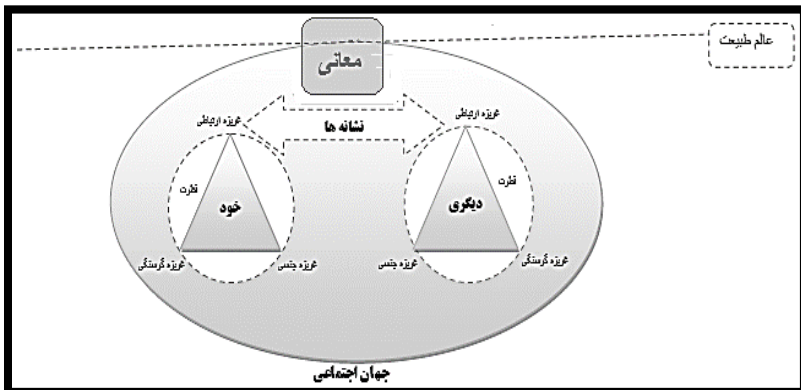 عالم طبیعت
معانی
غریزه ارتباطی
نشانه ها
غریزه ارتباطی
فطرت
دیگری
غریزه گرسنگی
غریزه جنسی
فطرت
خود
غریزه جنسی
غریزه گرسنگی
جهان اجتماعی